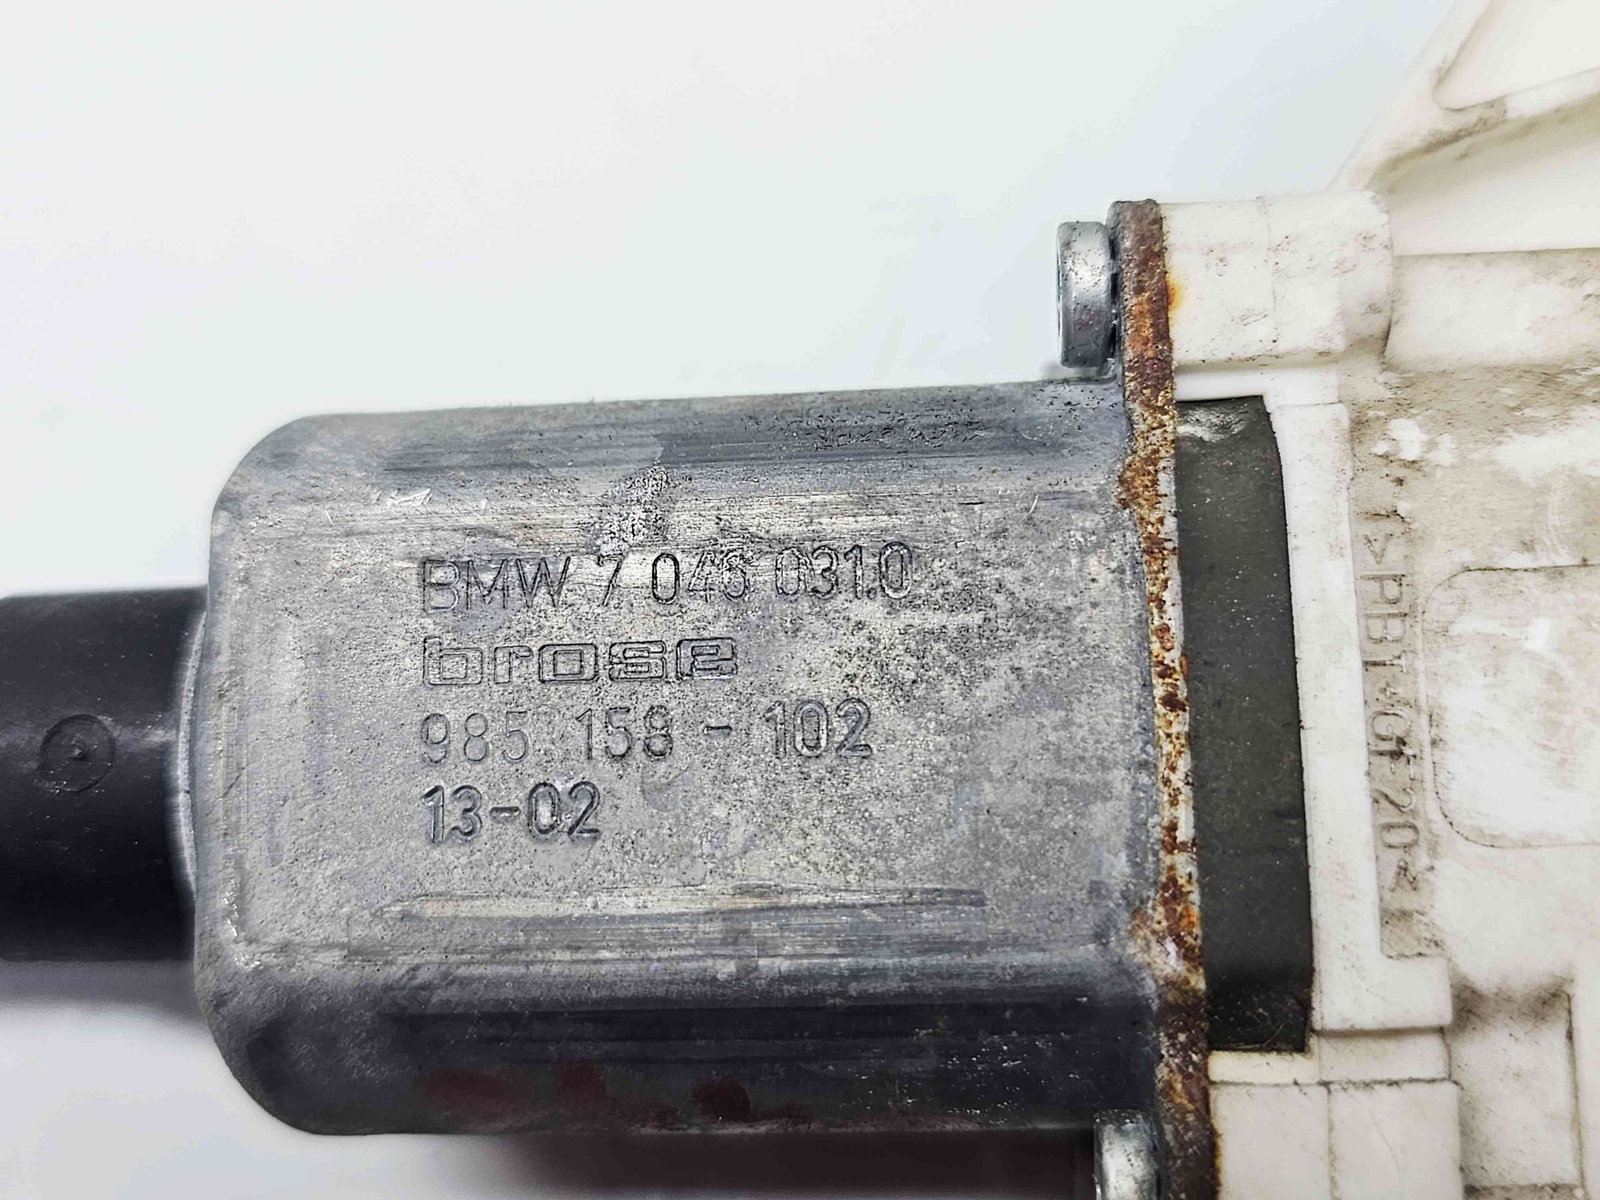 BMW 7 046 031.0
brose
985 158 - 102
13-02
>PBT+GF20<